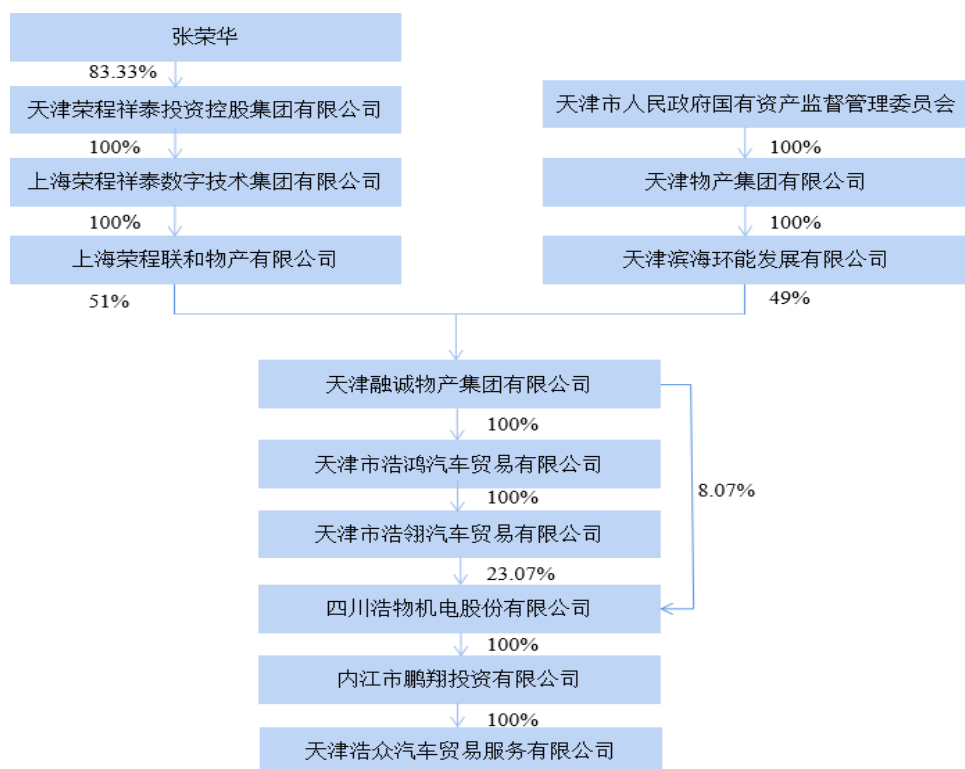 张荣华
83.33%
天津荣程祥泰投资控股集团有限公司
天津市人民政府国有资产监督管理委员会
100%
100%
上海荣程祥泰数字技术集团有限公司
天津物产集团有限公司
100%
100%
上海荣程联和物产有限公司
天津滨海环能发展有限公司
51%
49%
天津融诚物产集团有限公司
100%
天津市浩鸿汽车贸易有限公司
8.07%
100%
天津市浩翎汽车贸易有限公司
23.07%
四川浩物机电股份有限公司
100%
内江市鹏翔投资有限公司
100%
天津浩众汽车贸易服务有限公司